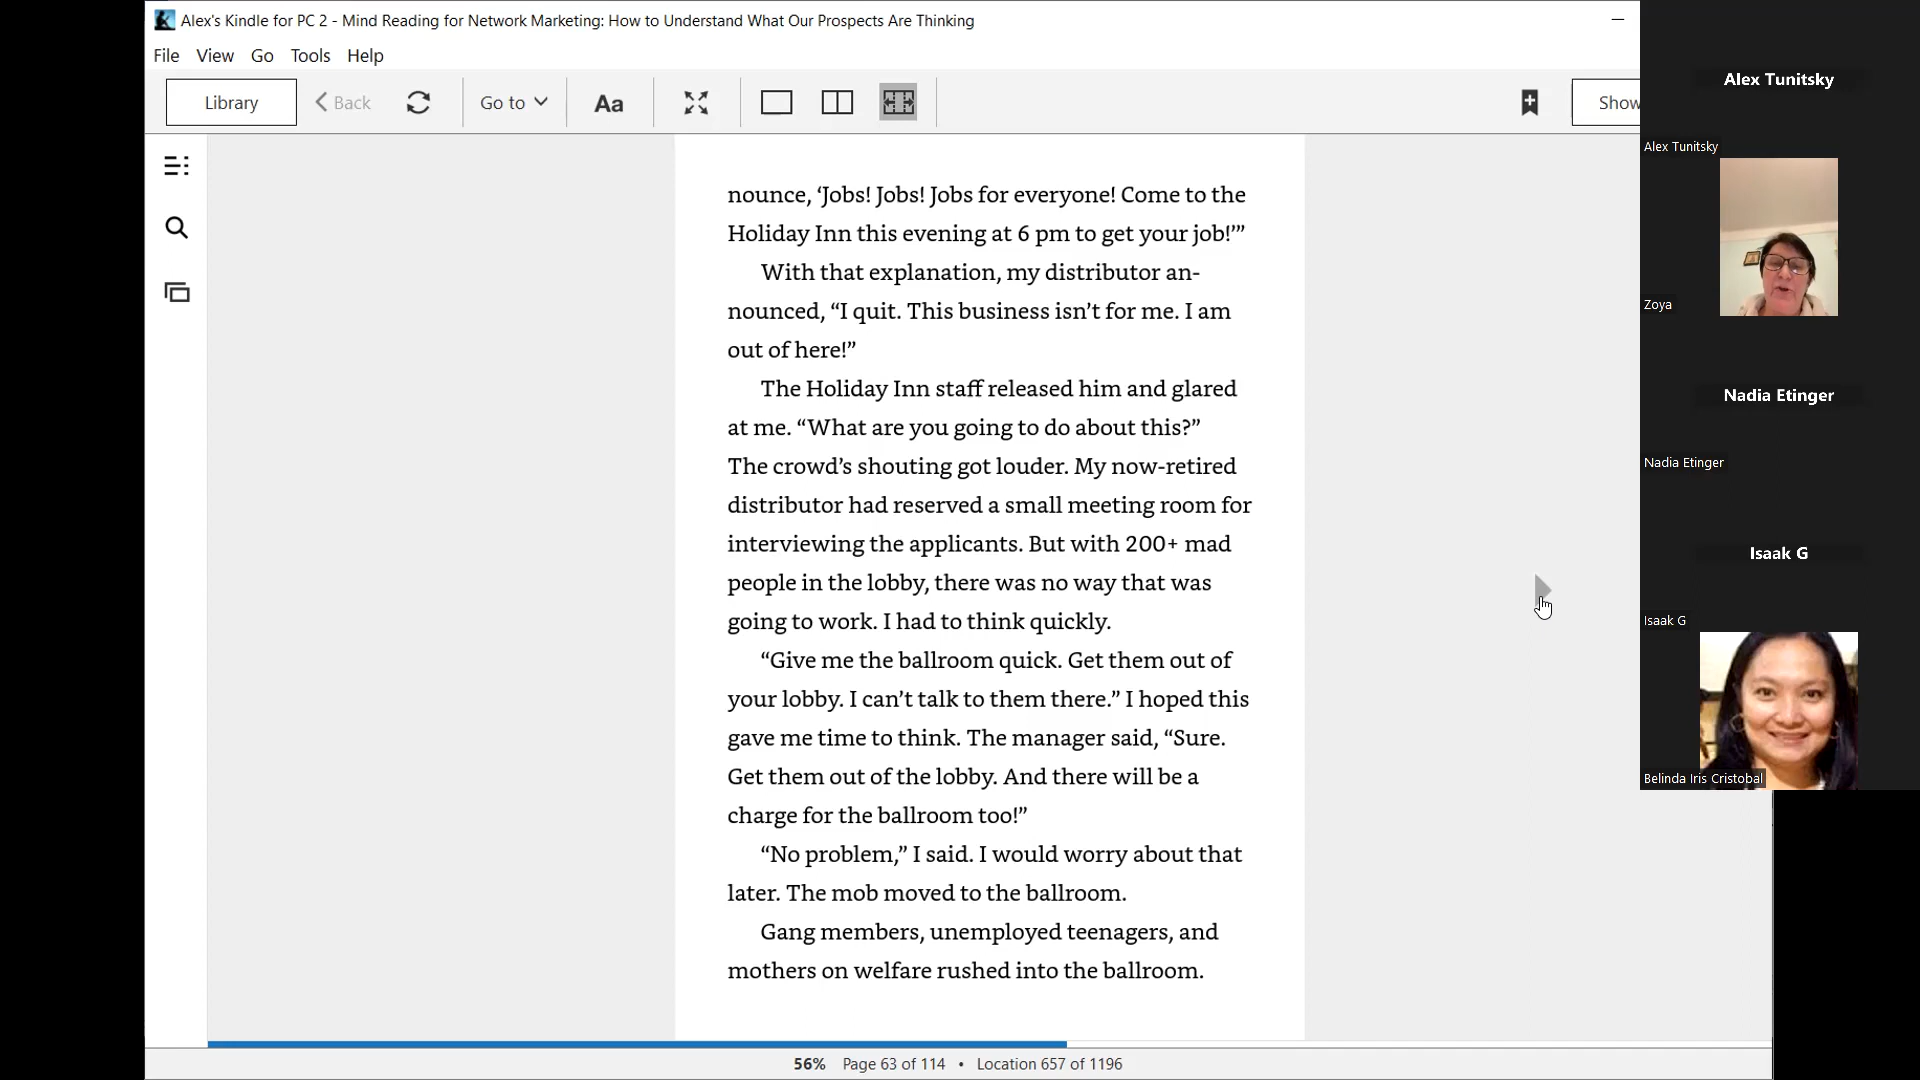 Alex's Kindle for PC 2 - Mind Reading for Network Marketing: How to Understand What Our Prospects Are Thinking
File View Go Tools Help
Library Back Go to Aa Show
nounce, ‘Jobs! Jobs! Jobs for everyone! Come to the
Holiday Inn this evening at 6 pm to get your job!’”
With that explanation, my distributor an-
nounced, “I quit. This business isn’t for me. I am
out of here!”
The Holiday Inn staff released him and glared
at me. “What are you going to do about this?”
The crowd’s shouting got louder. My now-retired
distributor had reserved a small meeting room for
interviewing the applicants. But with 200+ mad
people in the lobby, there was no way that was
going to work. I had to think quickly.
“Give me the ballroom quick. Get them out of
your lobby. I can’t talk to them there.” I hoped this
gave me time to think. The manager said, “Sure.
Get them out of the lobby. And there will be a
charge for the ballroom too!”
“No problem,” I said. I would worry about that
later. The mob moved to the ballroom.
Gang members, unemployed teenagers, and
mothers on welfare rushed into the ballroom.
56% Page 63 of 114 • Location 657 of 1196
Alex Tunitsky
Alex Tunitsky
Zoya
Nadia Etinger
Nadia Etinger
Isaak G
Isaak G
Belinda Iris Cristobal